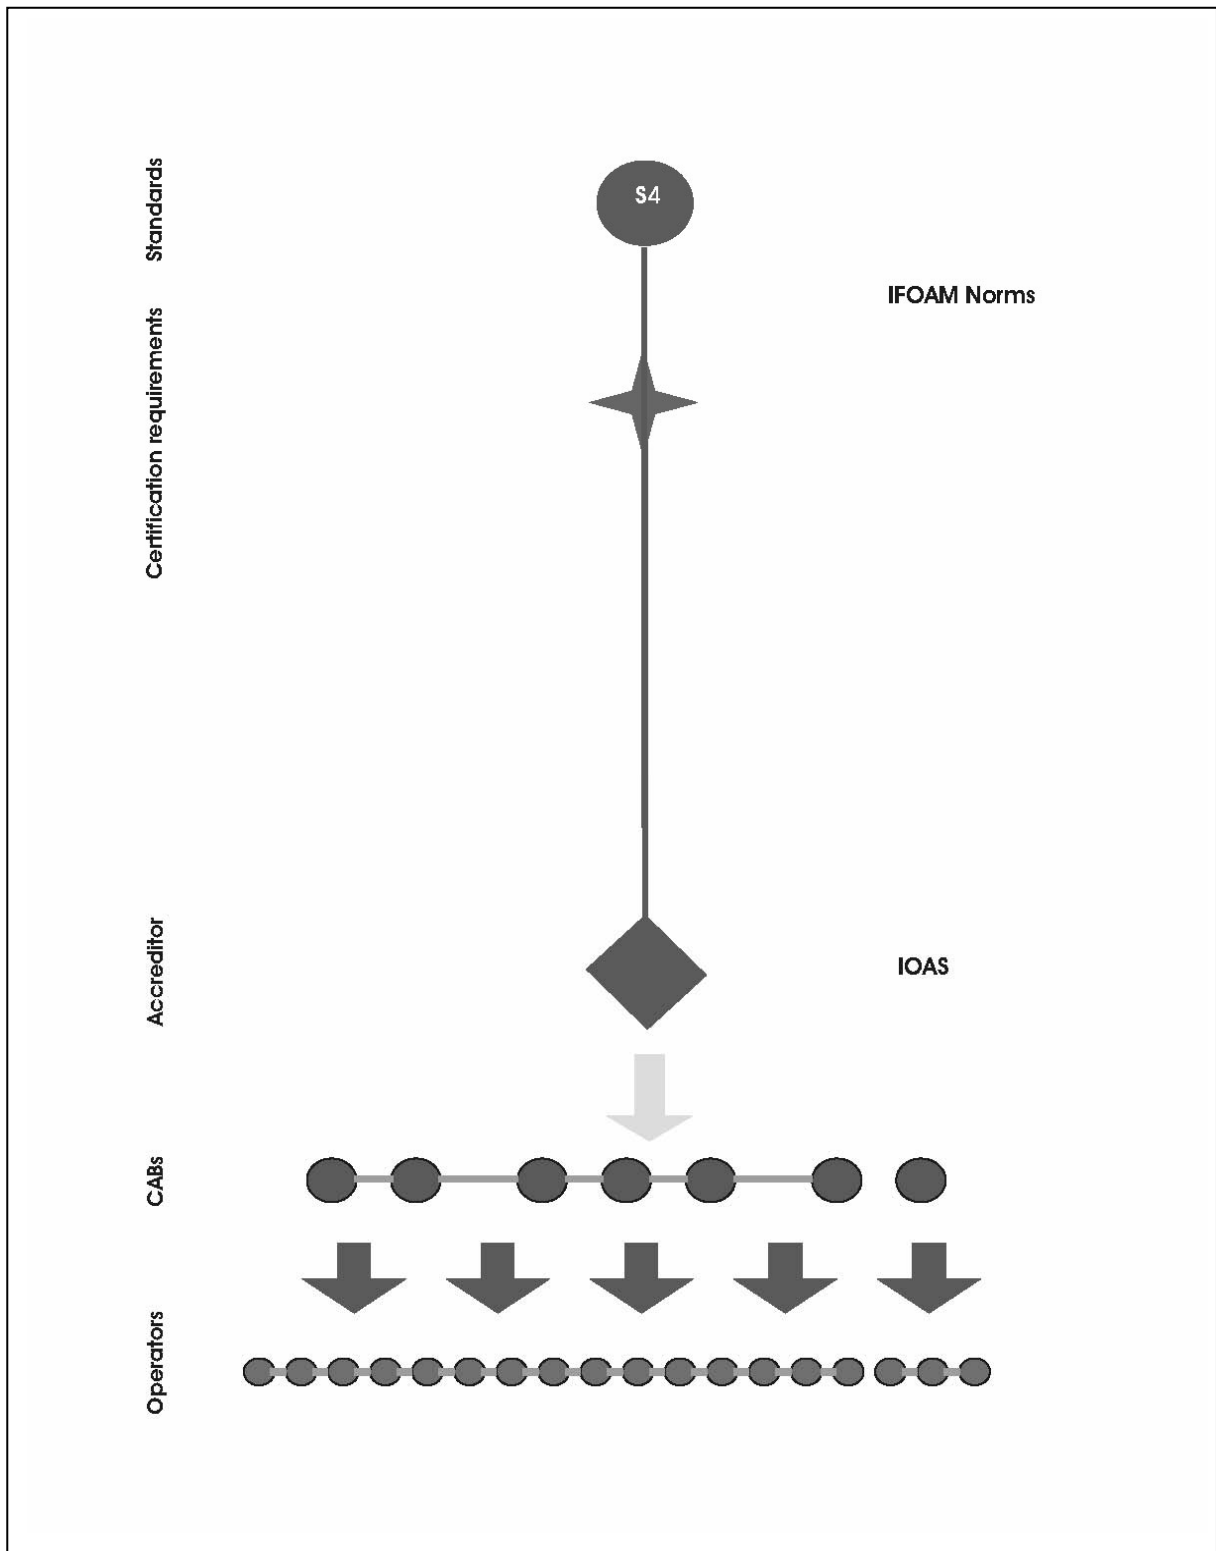 Standards
S4
IFOAM Norms
Certification requirements
Accreditor
IOAS
CABs
Operators